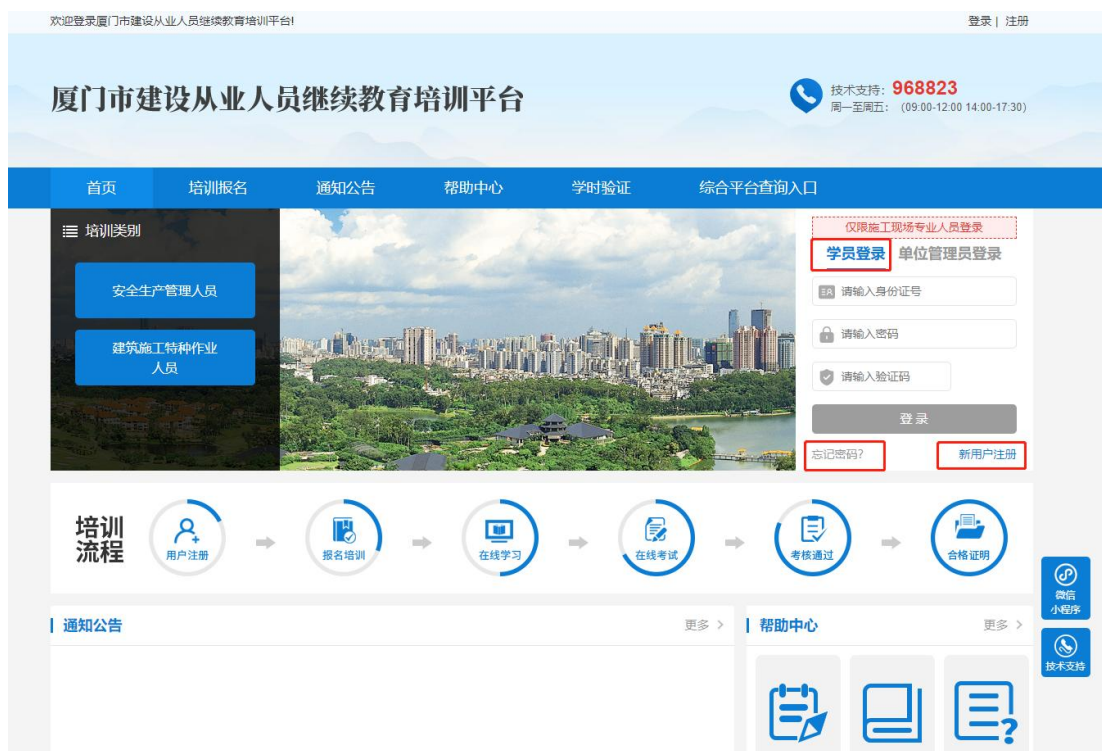 欢迎登录厦门市建设从业人员继续教育培训平台!
登录 | 注册
厦门市建设从业人员继续教育培训平台
技术支持: 968823
周一至周五: (09:00-12:00 14:00-17:30)
首页 培训报名 通知公告 帮助中心 学时验证 综合平台查询入口
培训类别
安全生产管理人员
建筑施工特种作业
人员
仅限施工现场专业人员登录
学员登录 单位管理员登录
请输入身份证号
请输入密码
请输入验证码
登录
忘记密码? 新用户注册
培训
流程
用户注册 报名培训 在线学习 在线考试 考核通过 合格证明
微信
小程序
技术支持
通知公告 更多 >
帮助中心 更多 >